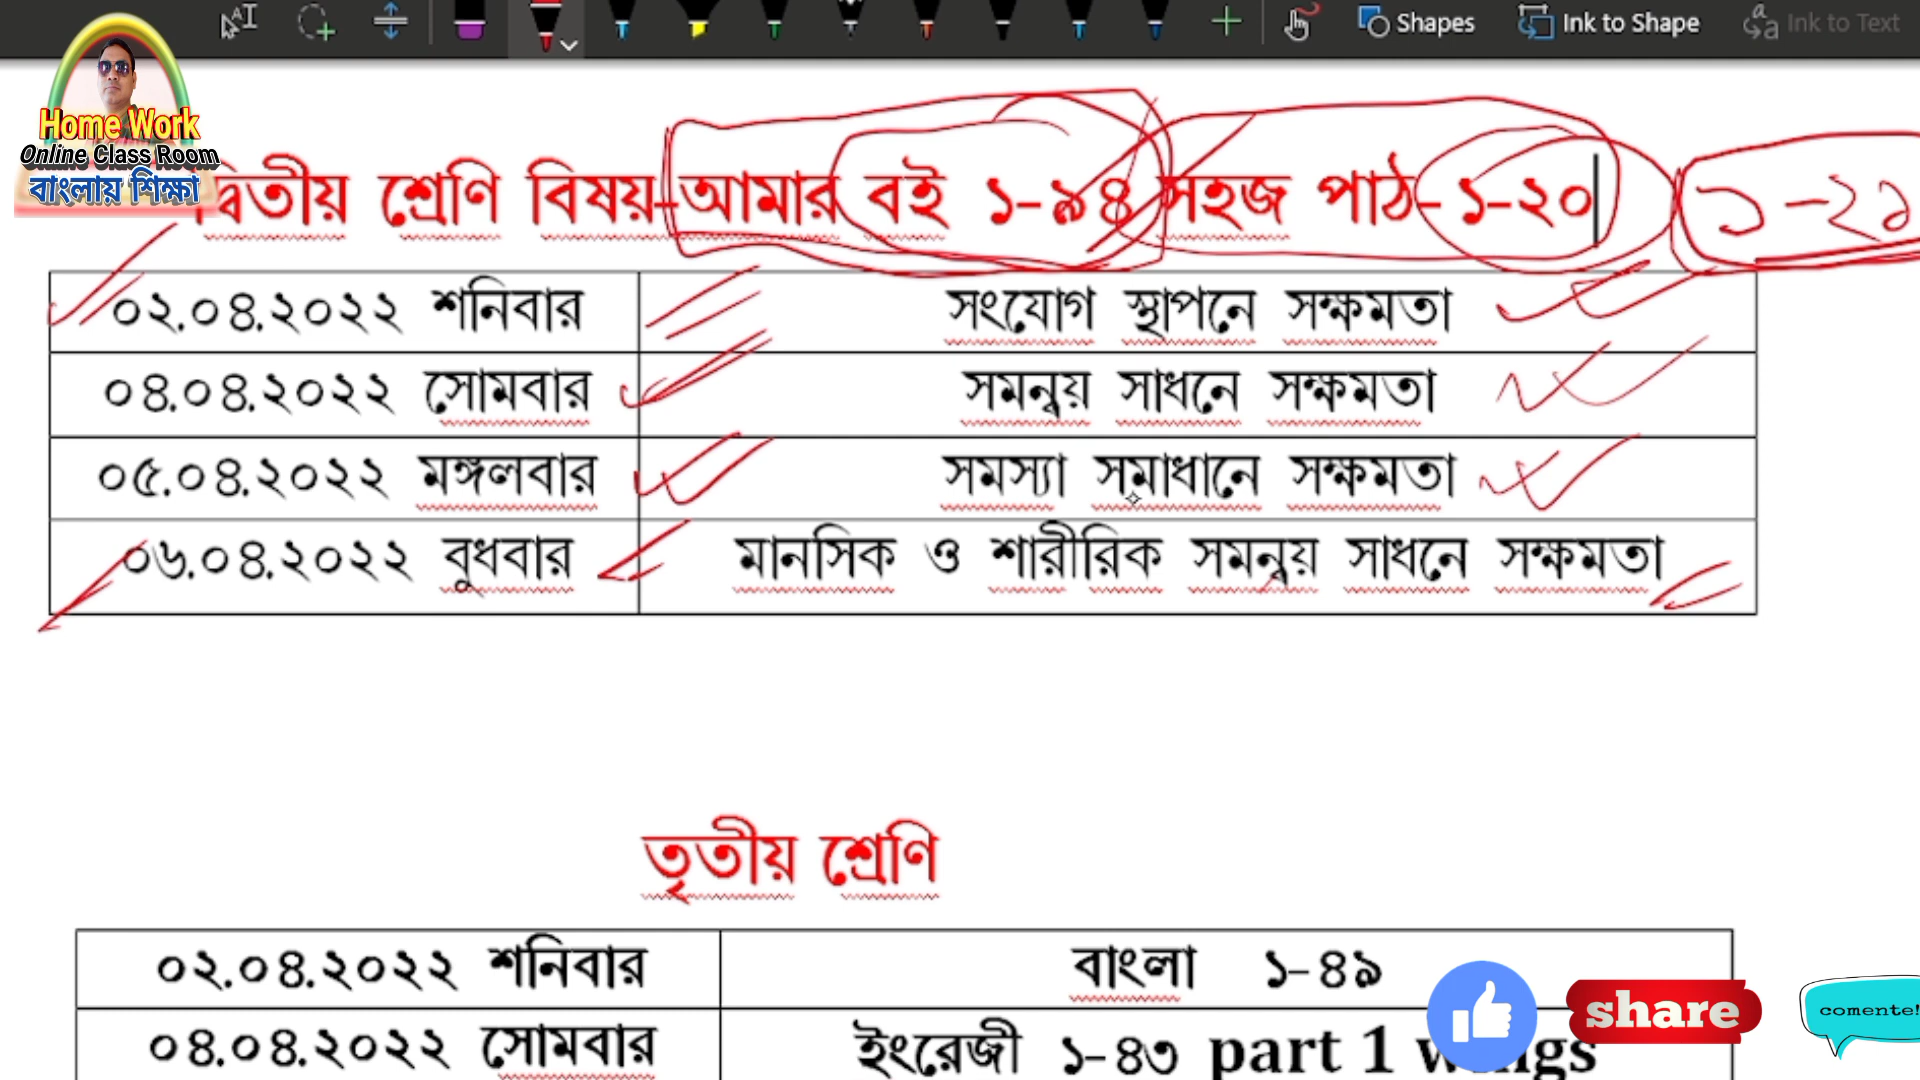 Shapes Ink to Shape Ink to Text
Home Work
Online Class Room
বাংলায় শিক্ষা
দ্বিতীয় শ্রেণি বিষয়-আমার বই ১-৯৪ সহজ পাঠ- ১-২০ ১-২১
০২.০৪.২০২২ শনিবার সংযোগ স্থাপনে সক্ষমতা
০৪.০৪.২০২২ সোমবার সমন্বয় সাধনে সক্ষমতা
০৫.০৪.২০২২ মঙ্গলবার সমস্যা সমাধানে সক্ষমতা
০৬.০৪.২০২২ বুধবার মানসিক ও শারীরিক সমন্বয় সাধনে সক্ষমতা
তৃতীয় শ্রেণি
০২.০৪.২০২২ শনিবার বাংলা ১-৪৯
০৪.০৪.২০২২ সোমবার ইংরেজী ১-৪৩ part 1
share
comente!